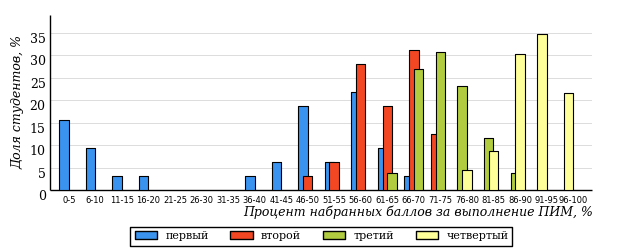 Доля студентов, %
35
30
25
20
15
10
5
0
0-5 6-10 11-15 16-20 21-25 26-30 31-35 36-40 41-45 46-50 51-55 56-60 61-65 66-70 71-75 76-80 81-85 86-90 91-95 96-100
Процент набранных баллов за выполнение ПИМ, %
первый второй третий четвертый